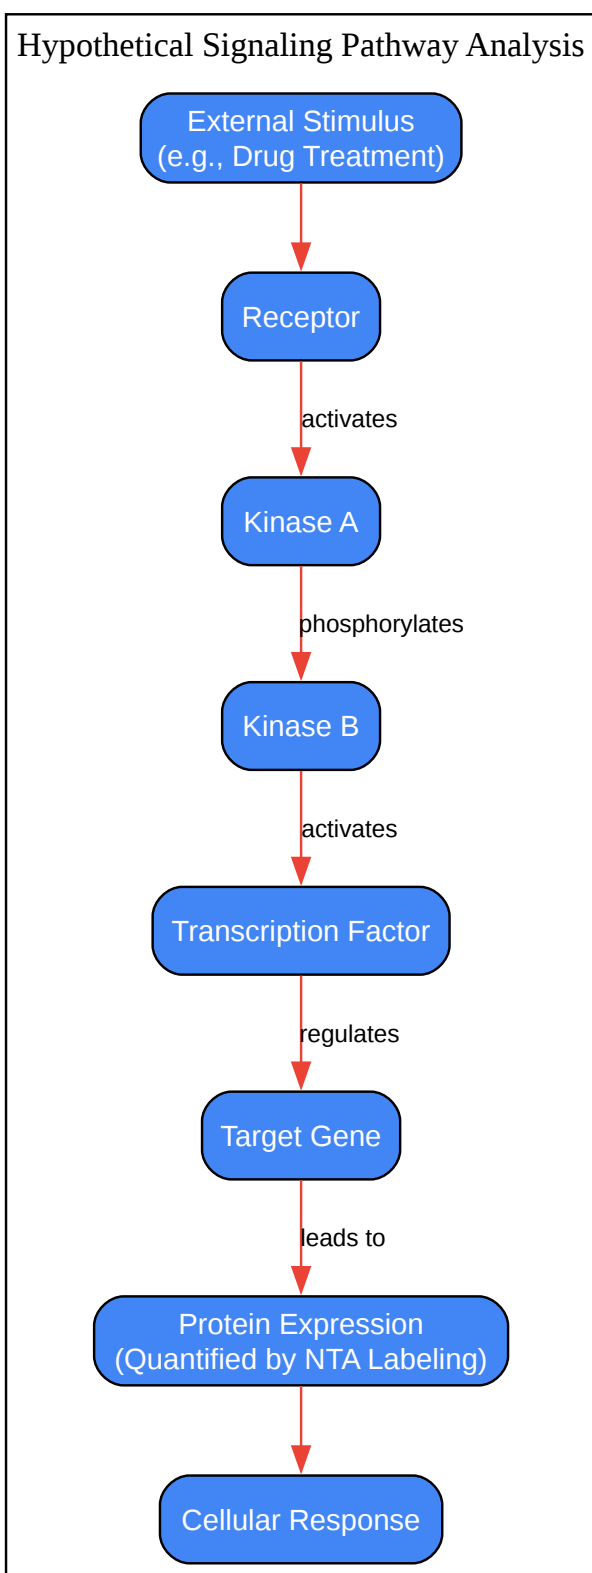 Hypothetical Signaling Pathway Analysis
External Stimulus
(e.g., Drug Treatment)
Receptor
activates
Kinase A
phosphorylates
Kinase B
activates
Transcription Factor
regulates
Target Gene
leads to
Protein Expression
(Quantified by NTA Labeling)
Cellular Response